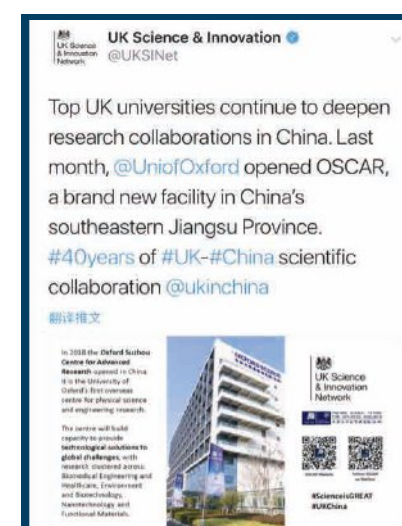 UK Science
& Innovation
Network
UK Science & Innovation
@UKSINet
Top UK universities continue to deepen
research collaborations in China. Last
month, @UniofOxford opened OSCAR,
a brand new facility in China's
southeastern Jiangsu Province.
#40years of #UK-#China scientific
collaboration @ukinchina
翻译推文
In 2018 the Oxford Suzhou
Centre for Advanced
Research opened in China
It is the University of
Oxford's first overseas
centre for physical science
and engineering research.
The centre will build
capacity to provide
technological solutions to
global challenges, with
research clustered across
Biomedical Engineering and
Healthcare, Environment
and Biotechnology,
Nanotechnology and
Functional Materials.
UK Science
& Innovation
Network
#ScienceisGREAT
#UKChina